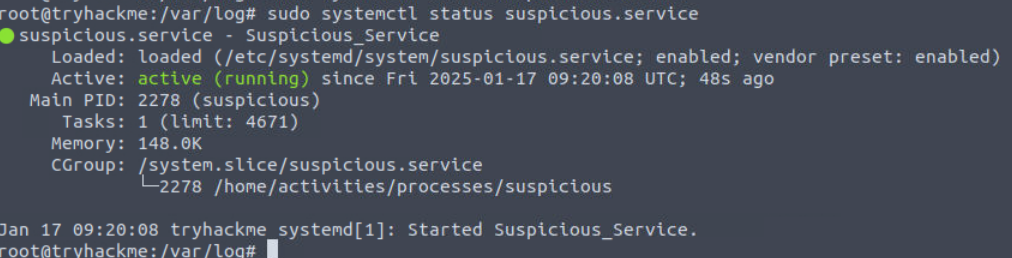 root@tryhackme:/var/log# sudo systemctl status suspicious.service
●suspicious.service - Suspicious_Service
Loaded: loaded (/etc/systemd/system/suspicious.service; enabled; vendor preset: enabled)
Active: active (running) since Fri 2025-01-17 09:20:08 UTC; 48s ago
Main PID: 2278 (suspicious)
Tasks: 1 (limit: 4671)
Memory: 148.0K
CGroup: /system.slice/suspicious.service
└─2278 /home/activities/processes/suspicious
Jan 17 09:20:08 tryhackme systemd[1]: Started Suspicious_Service.
root@tryhackme:/var/log#